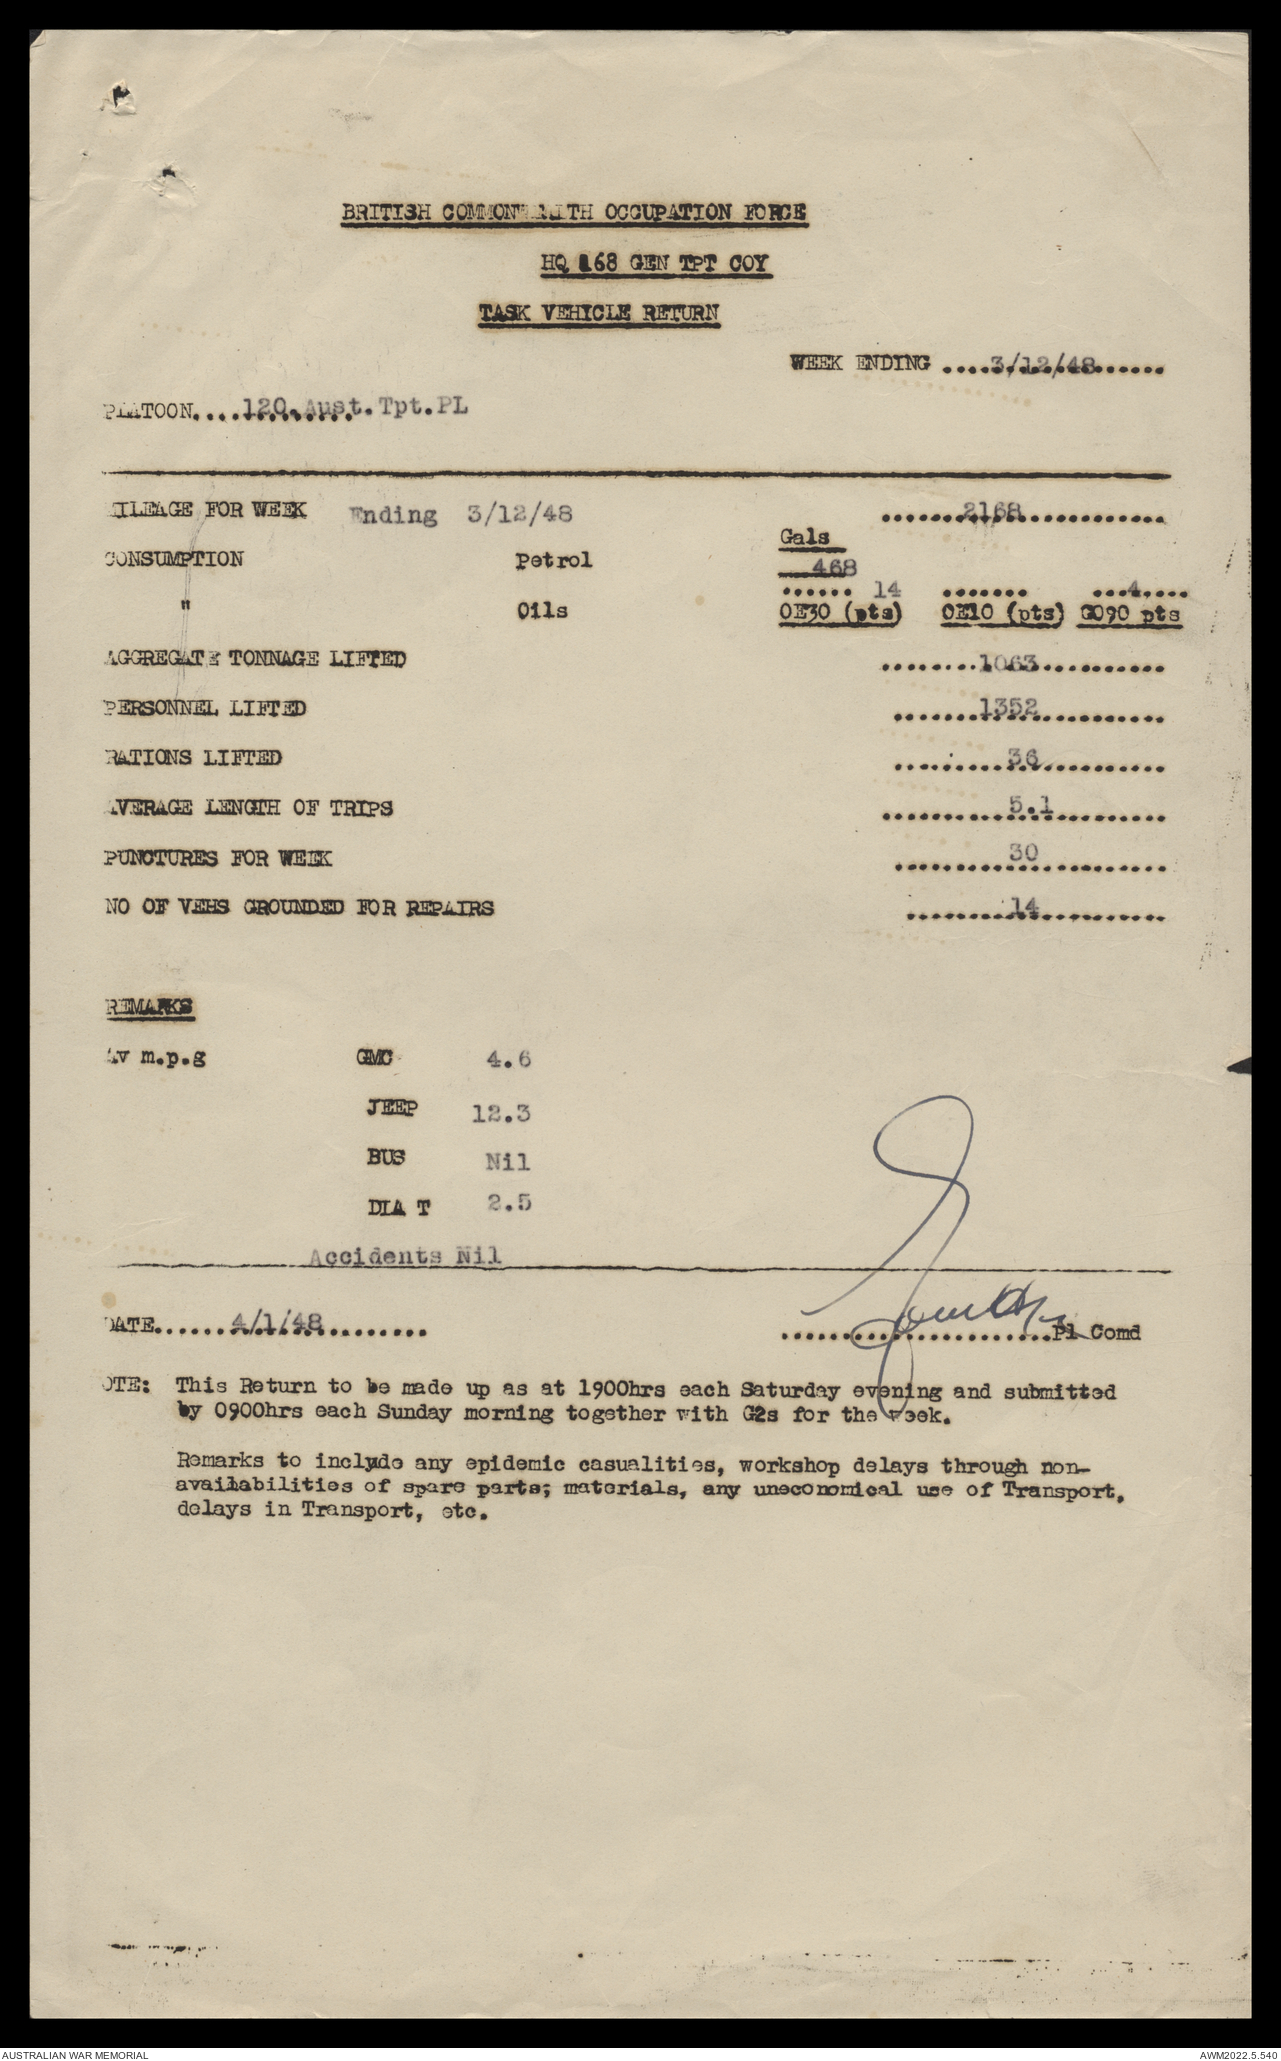 BRITISH COMMONWEALTH OCCUPATION FORCE
HQ 168 GEN TPT COY
TASK VEHICLE RETURN
WEEK ENDING ....3/12/48......
PLATOON....120.Aust.Tpt.PL
MILEAGE FOR WEEK Ending 3/12/48 .......2168............
Gals
CONSUMPTION Petrol 468
...... 14 ....... ...4....
" Oils OE30 (pts) OE10 (pts) GO90 pts
AGGREGATE TONNAGE LIFTED ........1063..........
PERSONNEL LIFTED .......1352..........
RATIONS LIFTED .........36..........
AVERAGE LENGTH OF TRIPS ..........5.1.........
PUNCTURES FOR WEEK .........30..........
NO OF VEHS GROUNDED FOR REPAIRS ........14..........
REMARKS
Av m.p.g GMC 4.6
JEEP 12.3
BUS Nil
DIA T 2.5
Accidents Nil
DATE......4/1/48........
......................Pl Comd
OTE: This Return to be made up as at 1900hrs each Saturday evening and submitted
by 0900hrs each Sunday morning together with G2s for the week.
Remarks to include any epidemic casualities, workshop delays through non-
availabilities of spare parts; materials, any uneconomical use of Transport,
delays in Transport, etc.
AUSTRALIAN WAR MEMORIAL
AWM2022.5.540